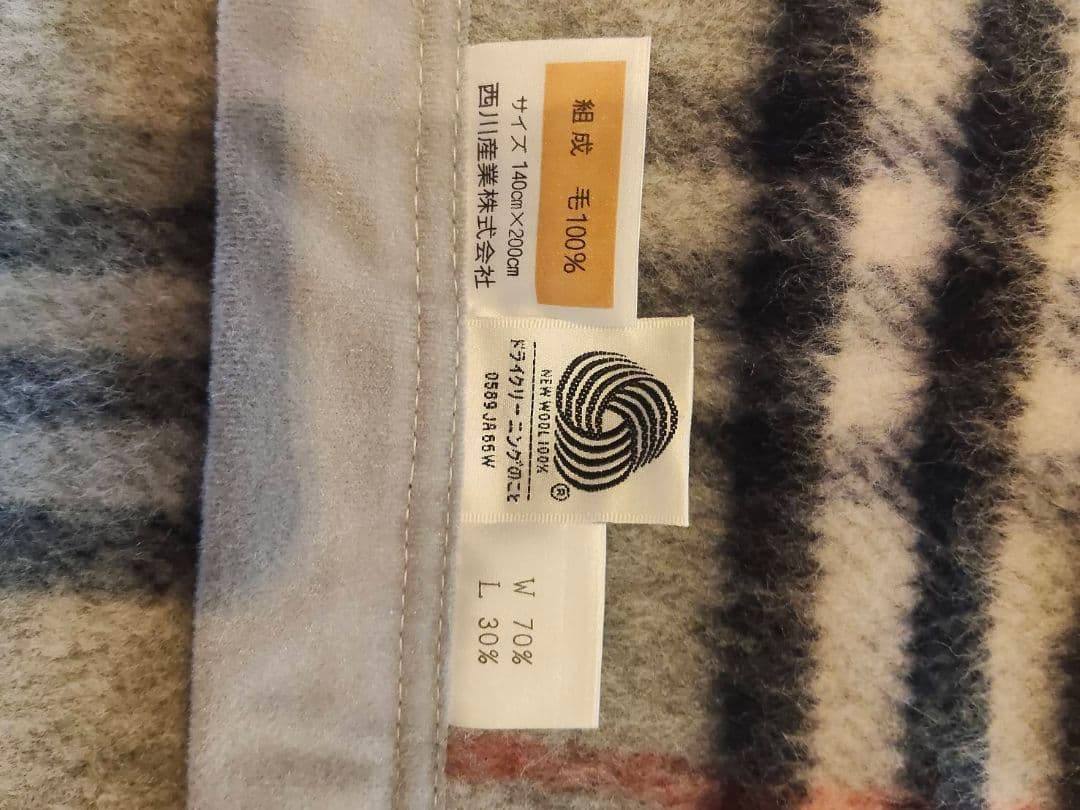 組成 毛100%
サイズ 140cm×200cm
西川産業株式会社
®
NEW WOOL 100%
ドライクリーニングのこと
0589 JA66W
W 70%
L 30%